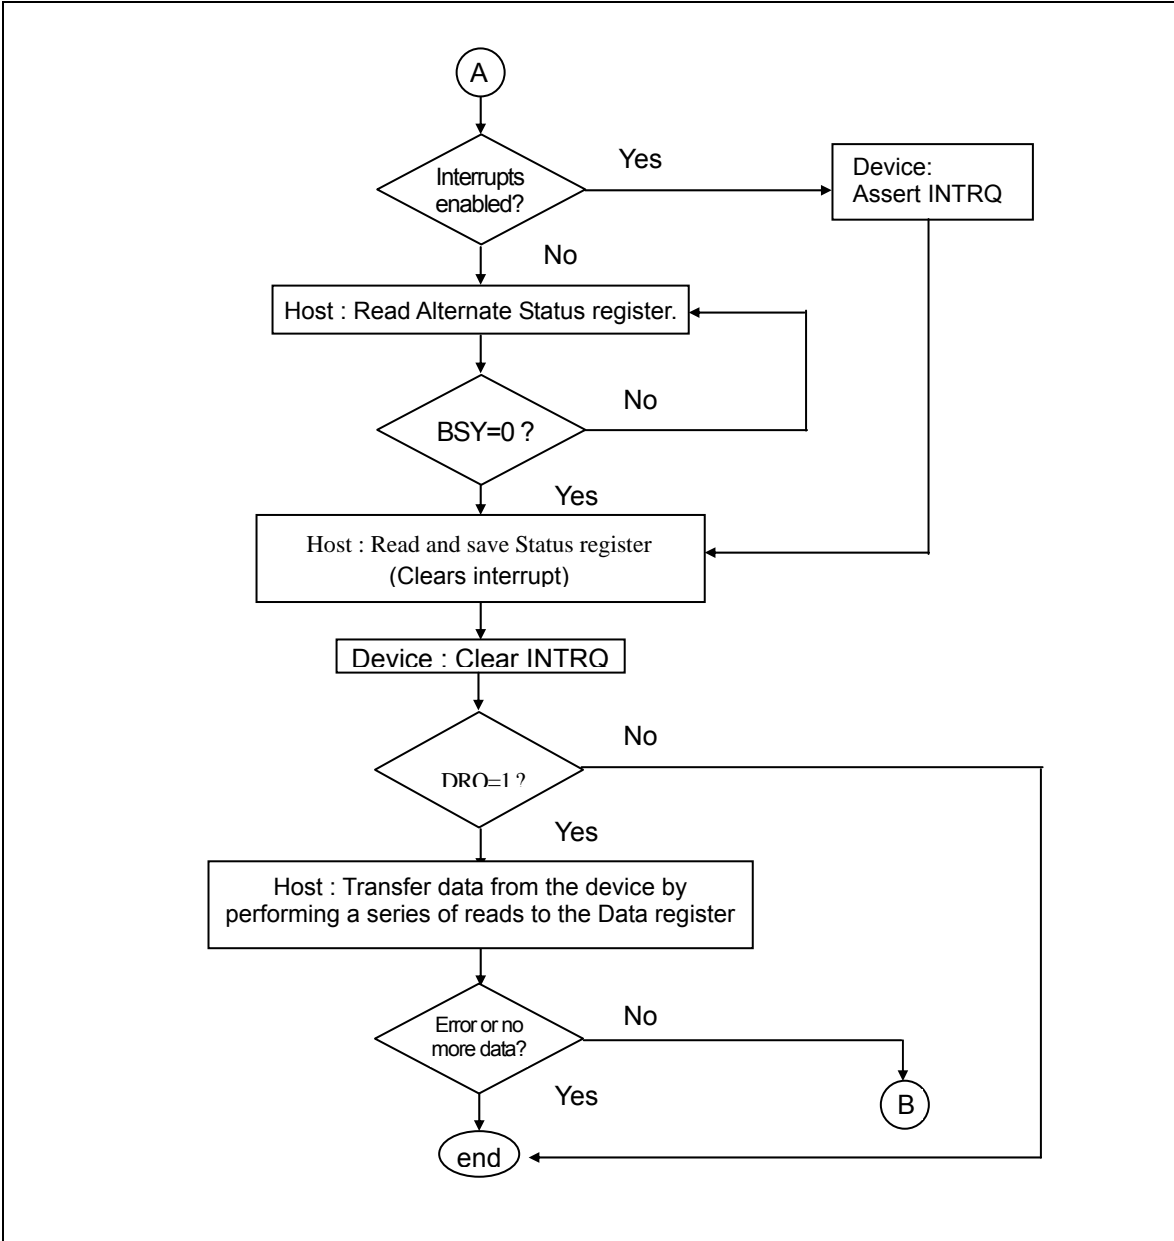 A
Interrupts
enabled?
Yes
Device:
Assert INTRQ
No
Host : Read Alternate Status register.
BSY=0 ?
No
Yes
Host : Read and save Status register
(Clears interrupt)
Device : Clear INTRQ
DRQ=1 ?
No
Yes
Host : Transfer data from the device by
performing a series of reads to the Data register
Error or no
more data?
No
Yes
B
end